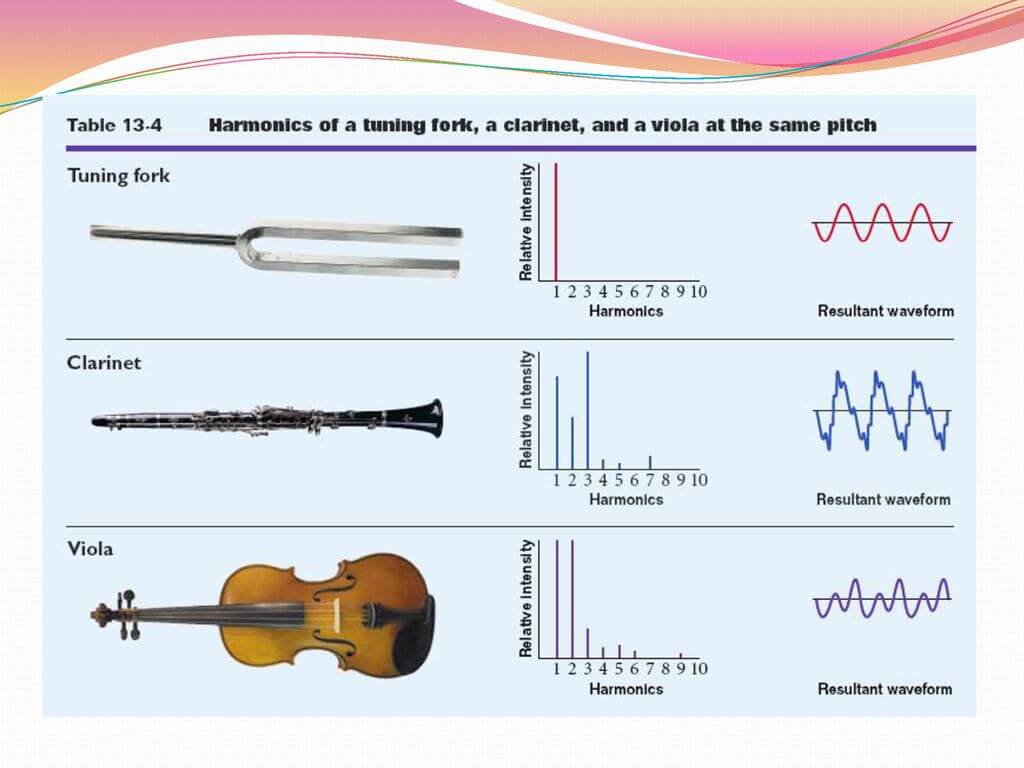 Table 13-4 Harmonics of a tuning fork, a clarinet, and a viola at the same pitch
Tuning fork
Relative intensity
1 2 3 4 5 6 7 8 9 10
Harmonics
Resultant waveform
Clarinet
Relative intensity
1 2 3 4 5 6 7 8 9 10
Harmonics
Resultant waveform
Viola
Relative intensity
1 2 3 4 5 6 7 8 9 10
Harmonics
Resultant waveform